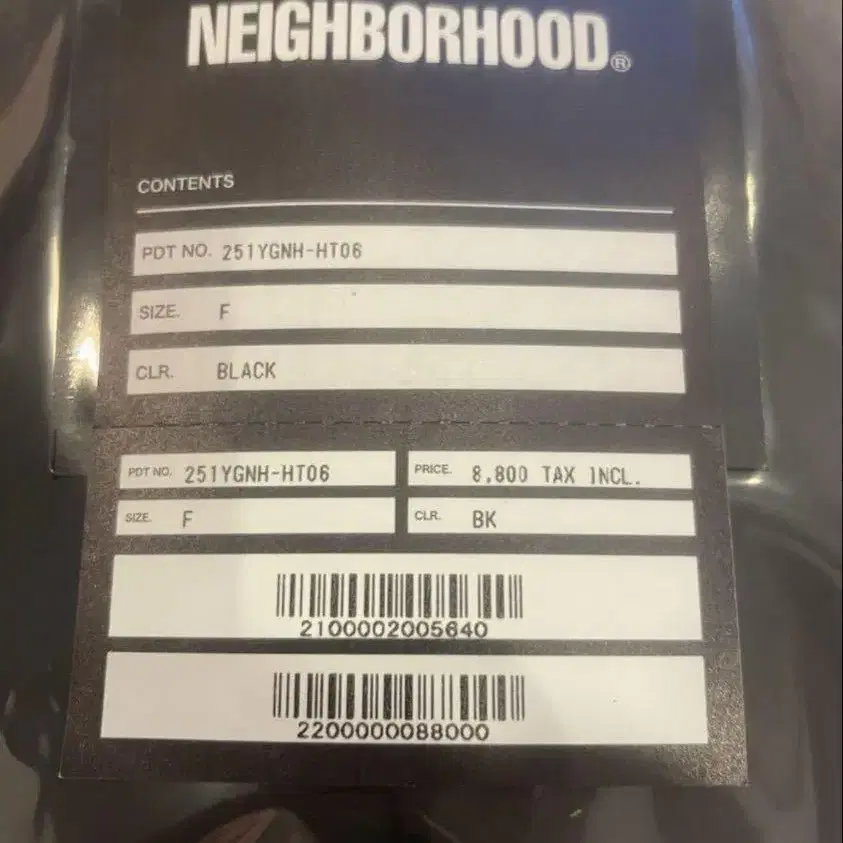 NEIGHBORHOOD®
CONTENTS
PDT NO. 251YGNH-HT06
SIZE. F
CLR. BLACK
PDT NO. 251YGNH-HT06 PRICE. 8,800 TAX INCL.
SIZE. F CLR. BK
2100002005640
2200000088000